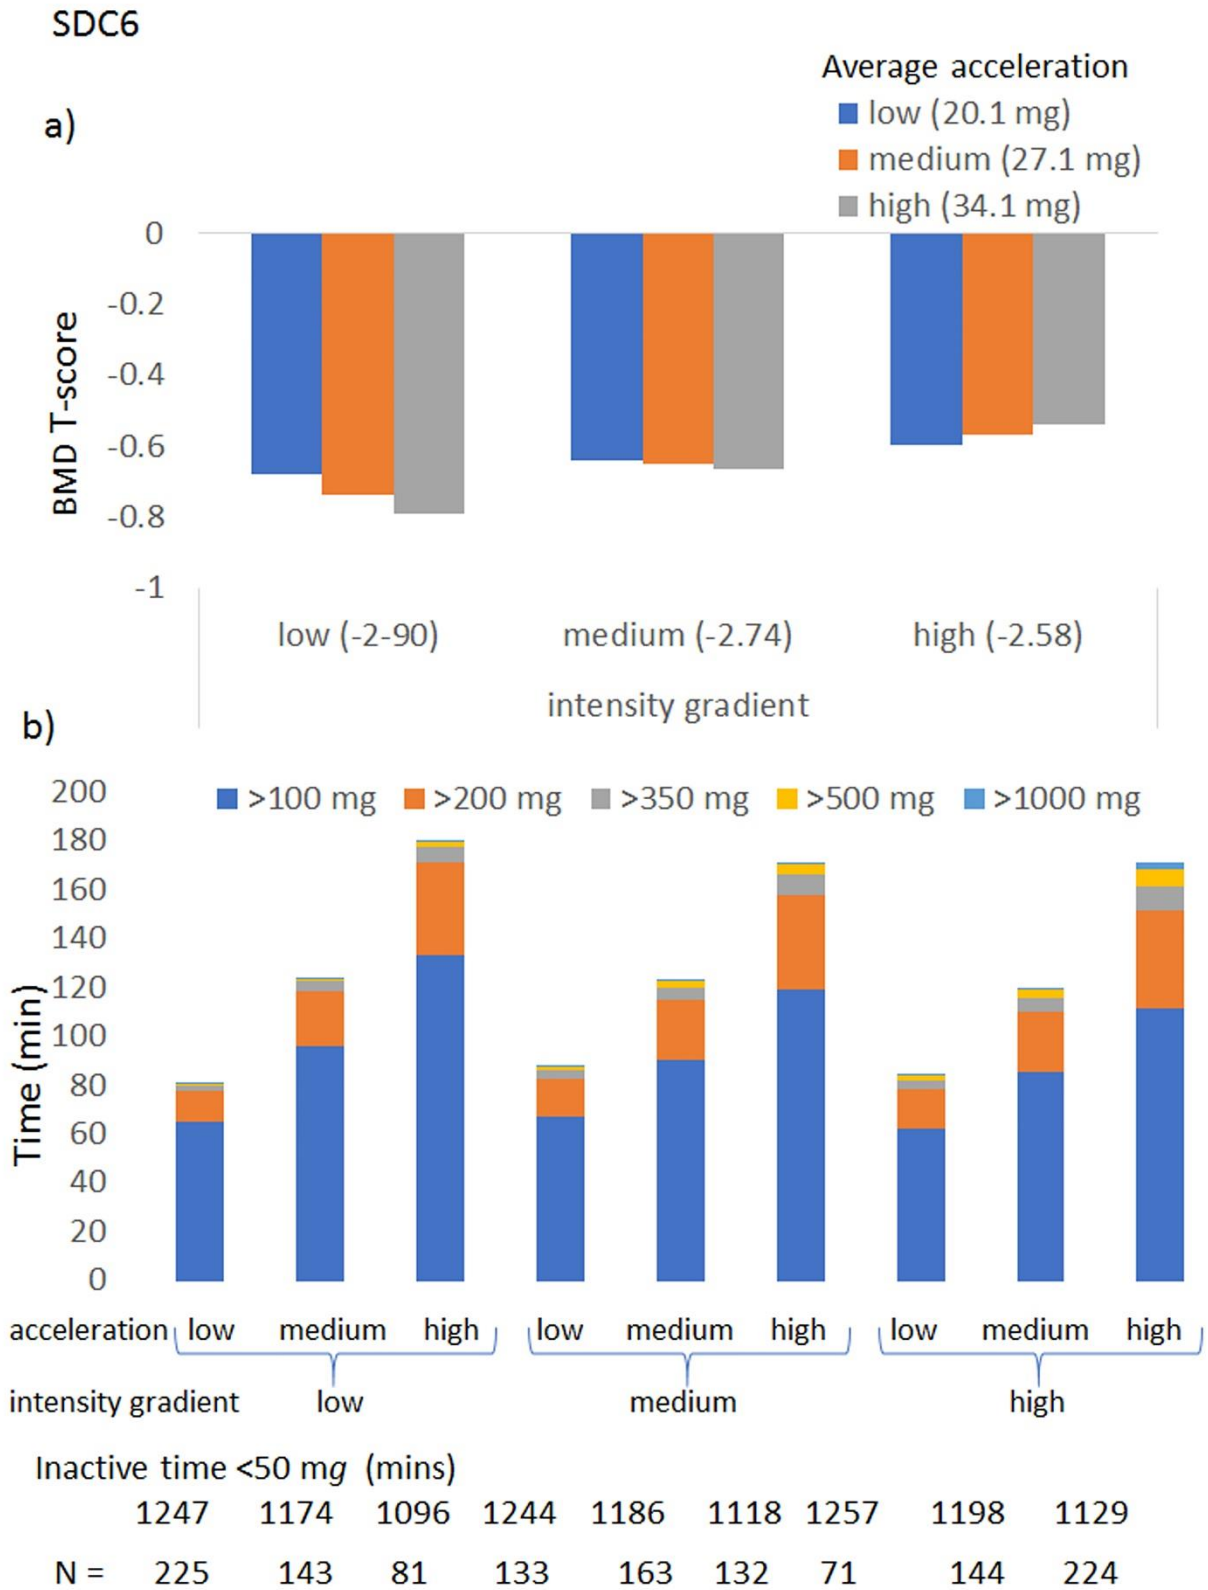 SDC6
Average acceleration
a)
low (20.1 mg)
medium (27.1 mg)
high (34.1 mg)
0
-0.2
-0.4
-0.6
-0.8
-1
BMD T-score
low (-2-90) medium (-2.74) high (-2.58)
intensity gradient
b)
>100 mg >200 mg >350 mg >500 mg >1000 mg
200
180
160
140
120
100
80
60
40
20
0
Time (min)
acceleration low medium high low medium high low medium high
intensity gradient low medium high
Inactive time <50 mg (mins)
1247 1174 1096 1244 1186 1118 1257 1198 1129
N = 225 143 81 133 163 132 71 144 224